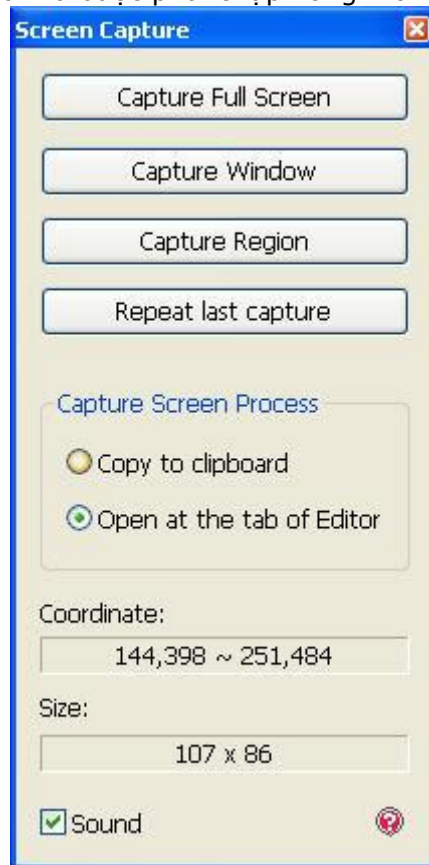 Screen Capture
Capture Full Screen
Capture Window
Capture Region
Repeat last capture
Capture Screen Process
Copy to clipboard
Open at the tab of Editor
Coordinate:
144,398 ~ 251,484
Size:
107 x 86
Sound